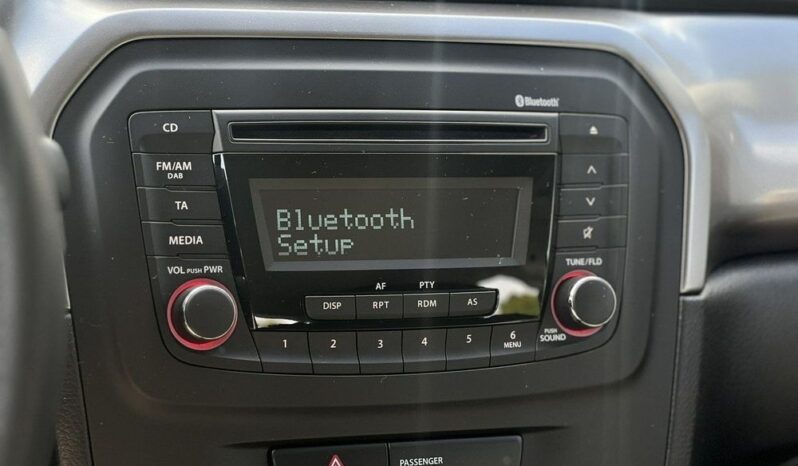 Bluetooth
CD
FM/AM
DAB
TA
MEDIA
Bluetooth
Setup
VOL PUSH PWR
TUNE/FLD
AF PTY
DISP RPT RDM AS
PUSH
SOUND
1 2 3 4 5 6
MENU
PASSENGER